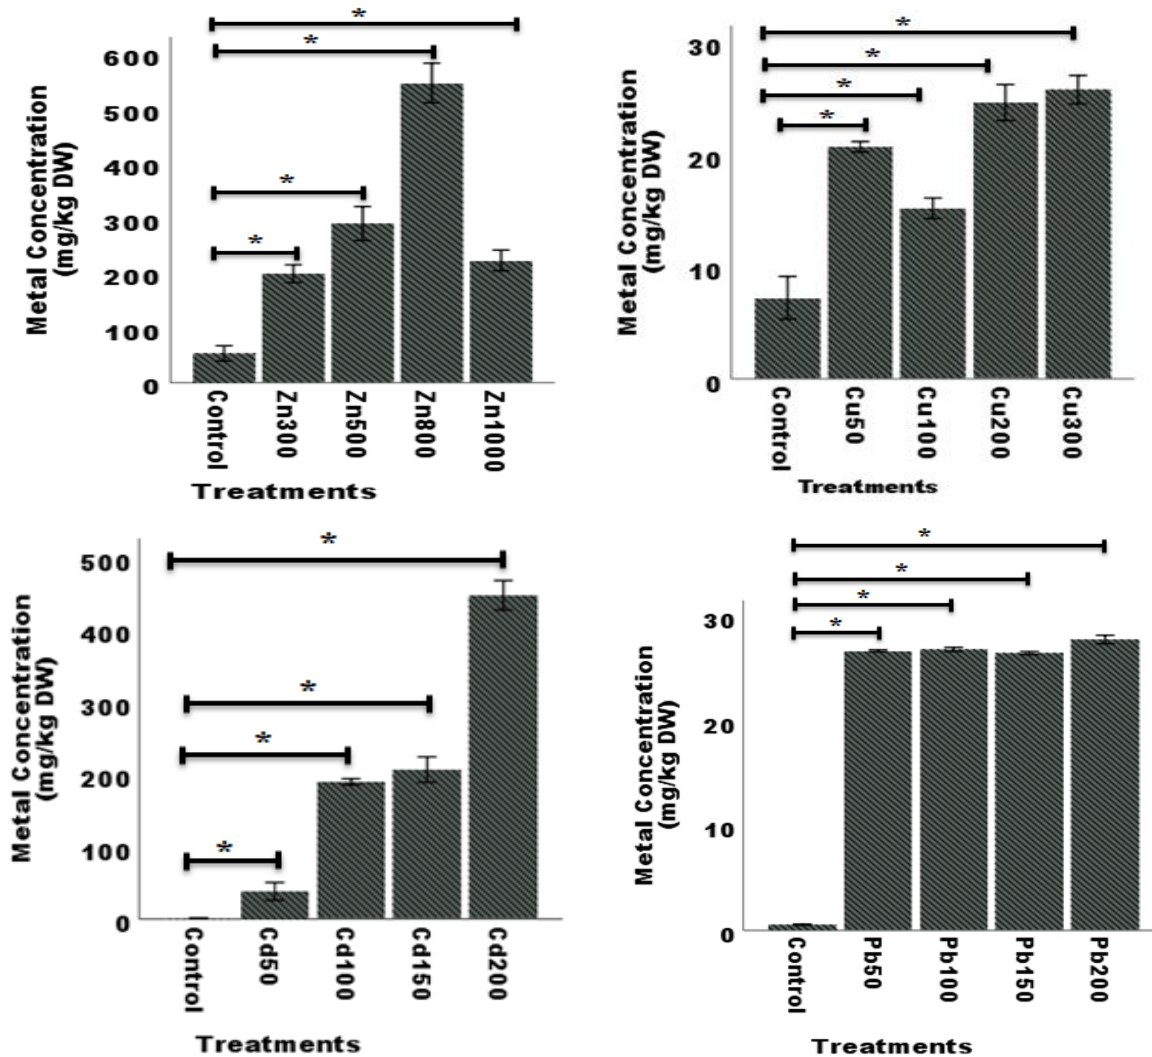 *
*
*
*
600
500
400
300
200
100
0
Metal Concentration
(mg/kg DW)
Control
Zn300
Zn500
Zn800
Zn1000
Treatments
*
*
*
*
30
20
10
0
Metal Concentration
(mg/kg DW)
Control
Cu50
Cu100
Cu200
Cu300
Treatments
*
*
*
*
500
400
300
200
100
0
Metal Concentration
(mg/kg DW)
Control
Cd50
Cd100
Cd150
Cd200
Treatments
*
*
*
*
30
20
10
0
Metal Concentration
(mg/kg DW)
Control
Pb50
Pb100
Pb150
Pb200
Treatments